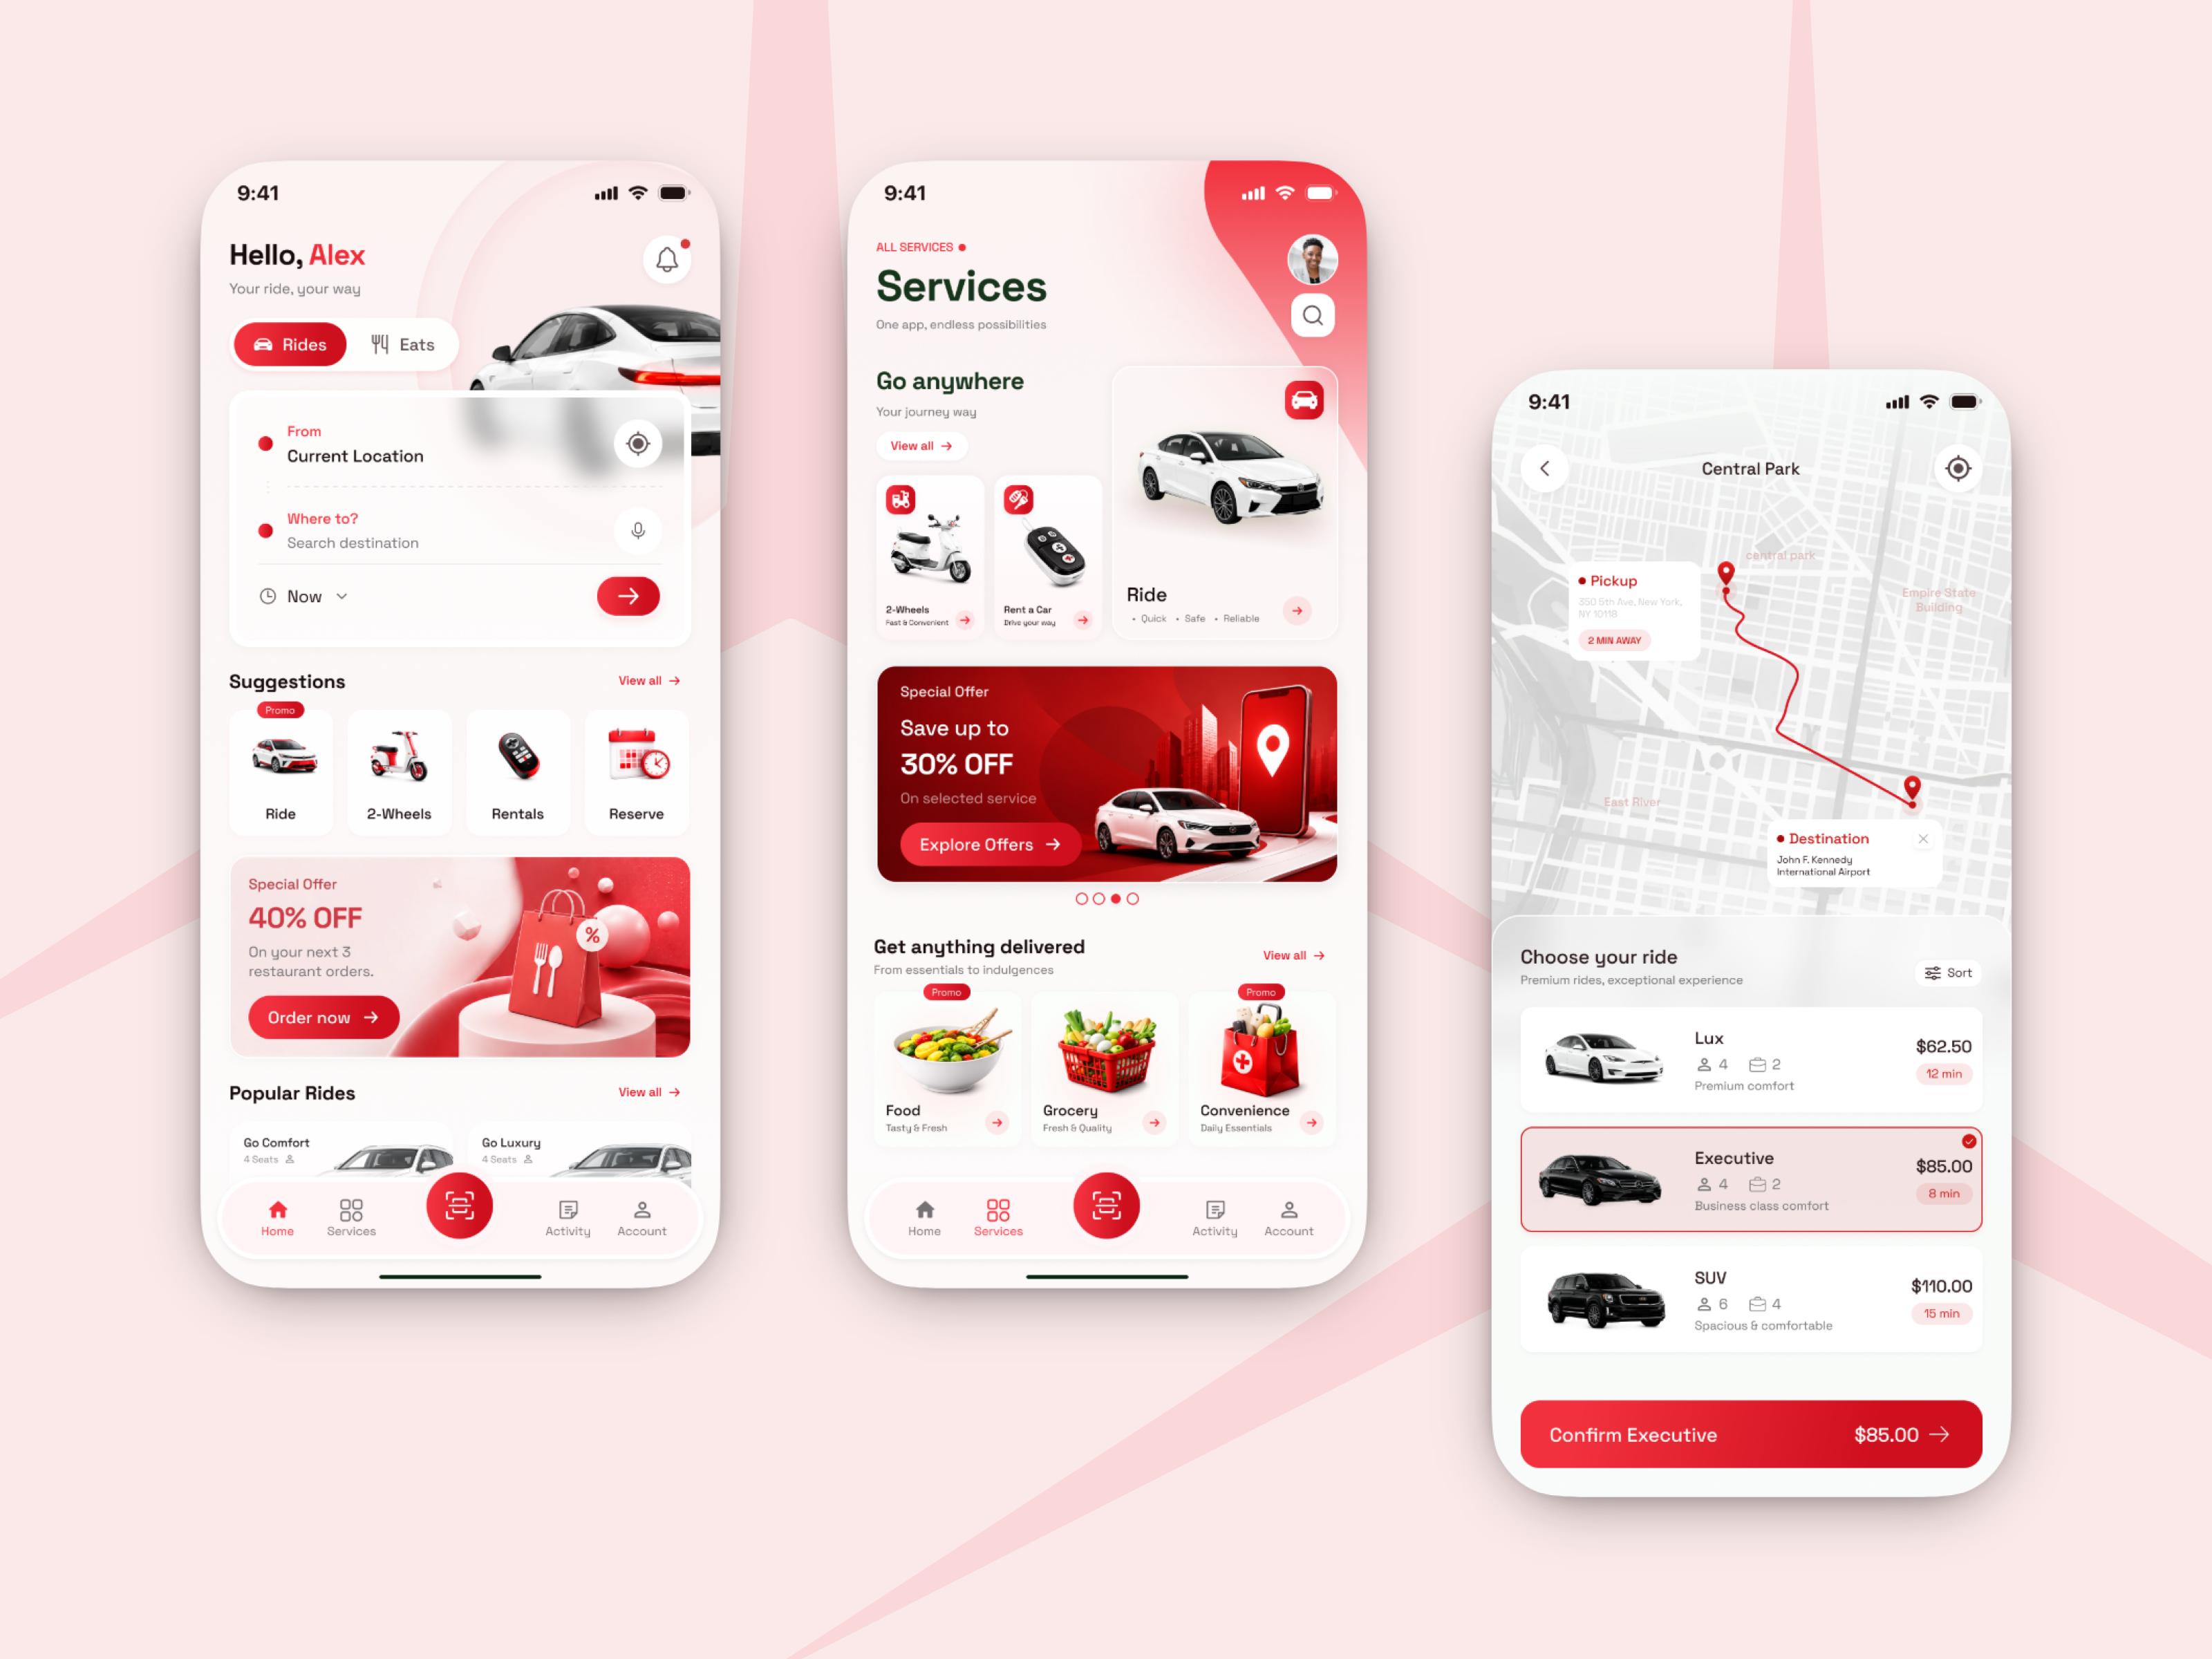 9:41
Hello, Alex
Your ride, your way
Rides
Eats
From
Current Location
Where to?
Search destination
Now
Suggestions
View all
Promo
Ride
2-Wheels
Rentals
Reserve
Special Offer
40% OFF
On your next 3
restaurant orders.
Order now
%
Popular Rides
View all
Go Comfort
4 Seats
Go Luxury
4 Seats
Home
Services
Activity
Account
9:41
ALL SERVICES
Services
One app, endless possibilities
Go anywhere
Your journey way
View all
2-Wheels
Fast & Convenient
Rent a Car
Drive your way
Ride
• Quick • Safe • Reliable
Special Offer
Save up to
30% OFF
On selected service
Explore Offers
Get anything delivered
From essentials to indulgences
View all
Promo
Food
Tasty & Fresh
Grocery
Fresh & Quality
Promo
Convenience
Daily Essentials
Home
Services
Activity
Account
9:41
Central Park
central park
Empire State
Building
Pickup
350 5th Ave, New York,
NY 10118
2 MIN AWAY
East River
Destination
John F. Kennedy
International Airport
Choose your ride
Premium rides, exceptional experience
Sort
Lux
4 2
Premium comfort
$62.50
12 min
Executive
4 2
Business class comfort
$85.00
8 min
SUV
6 4
Spacious & comfortable
$110.00
15 min
Confirm Executive
$85.00